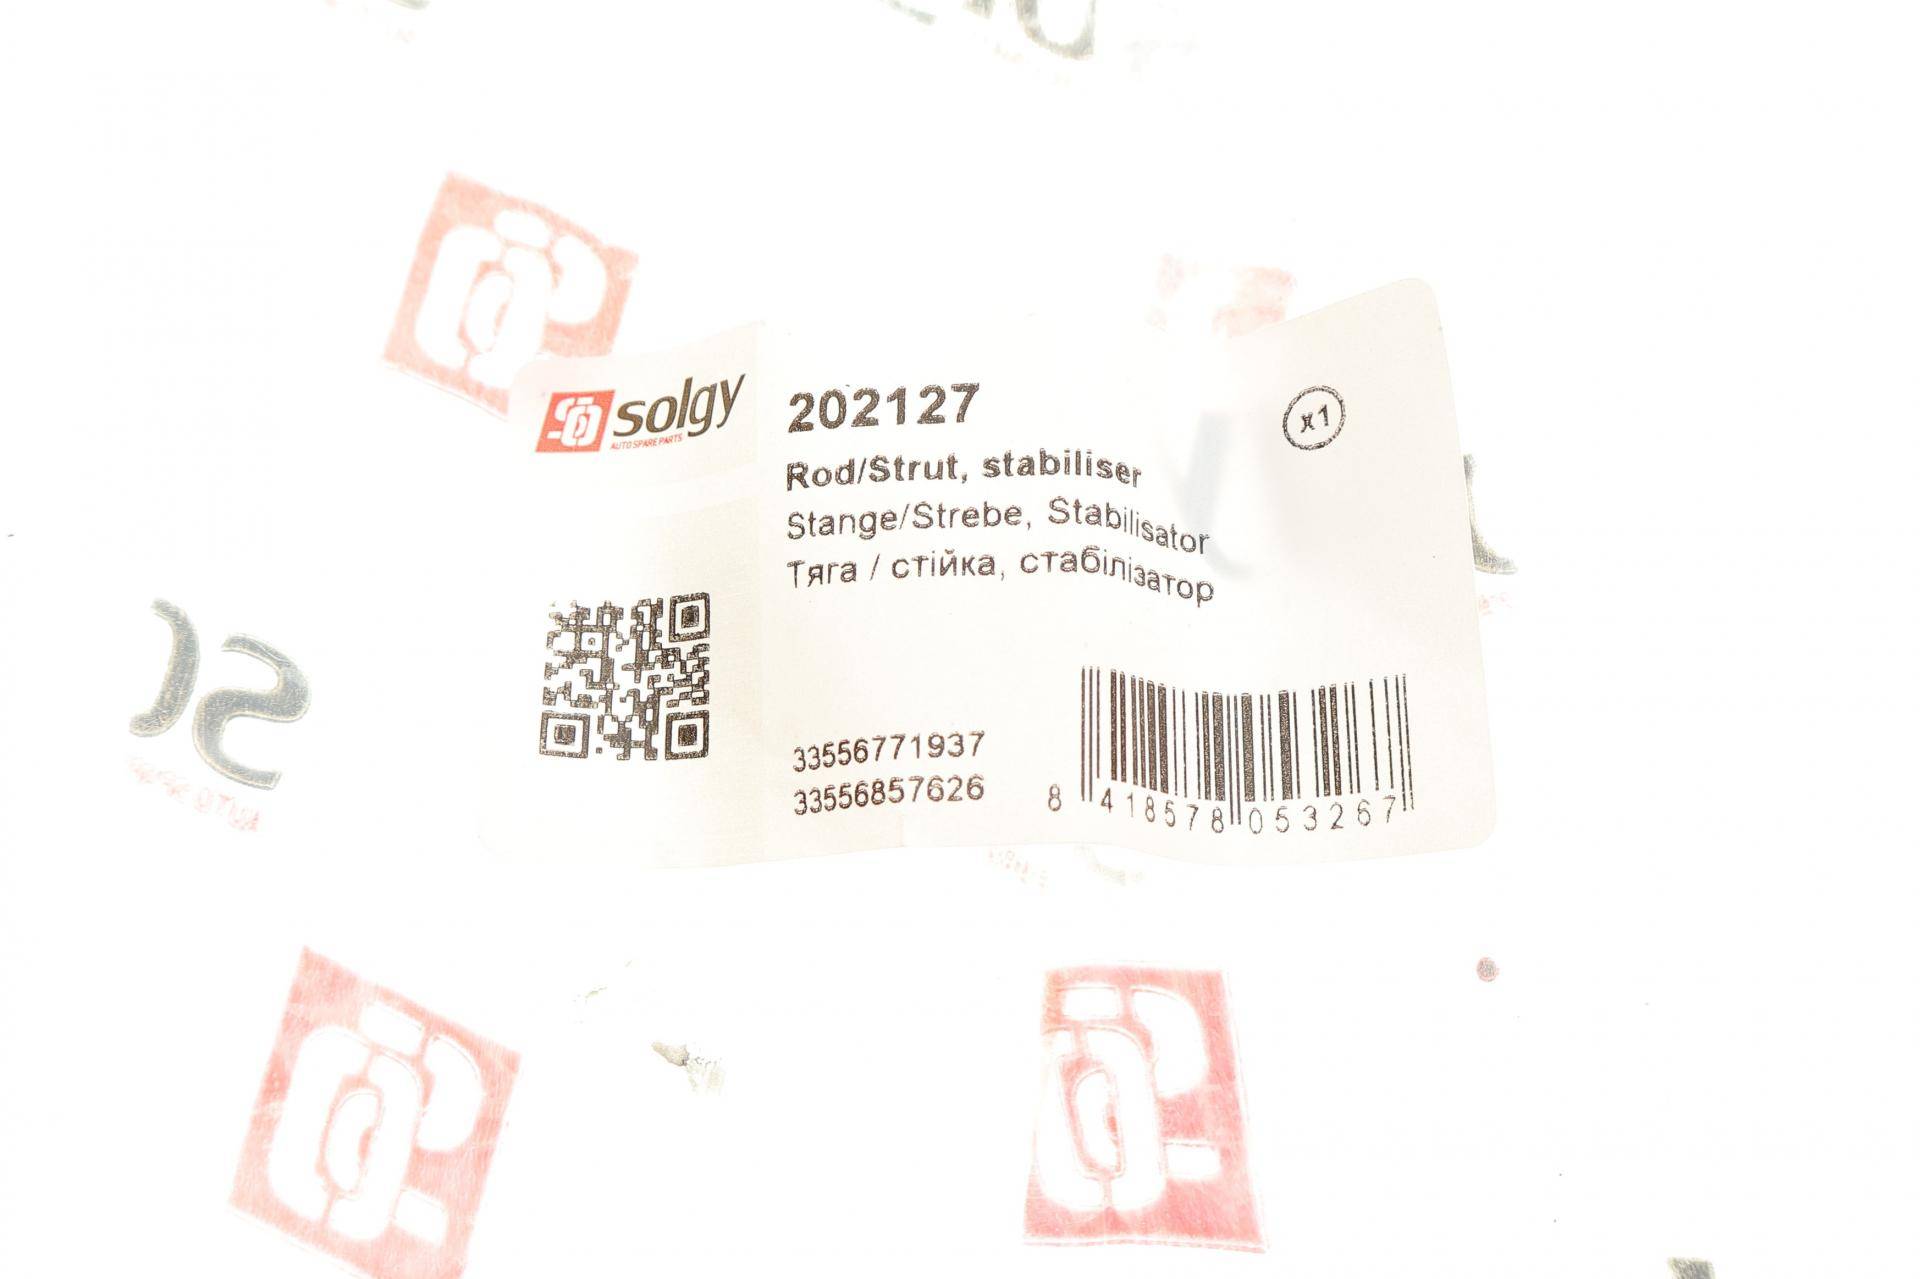 solgy
AUTO SPARE PARTS
202127
x1
Rod/Strut, stabiliser
Stange/Strebe, Stabilisator
Тяга / стійка, стабілізатор
33556771937
33556857626
8 418578 053267